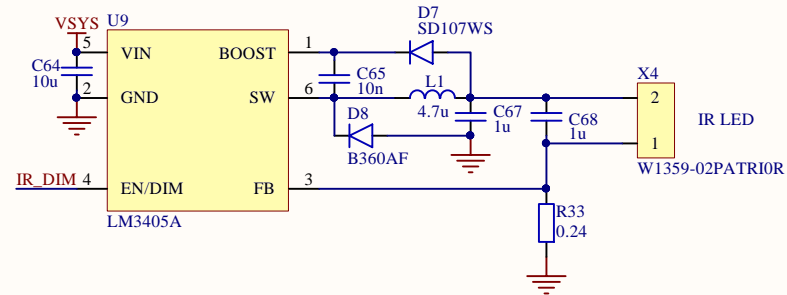 VSYS
U9
D7
SD107WS
5
VIN
BOOST
1
C64
10u
C65
10n
L1
4.7u
X4
2
GND
SW
6
2
D8
B360AF
C67
1u
C68
1u
1
IR LED
W1359-02PATRI0R
IR_DIM
4
EN/DIM
FB
3
LM3405A
R33
0.24